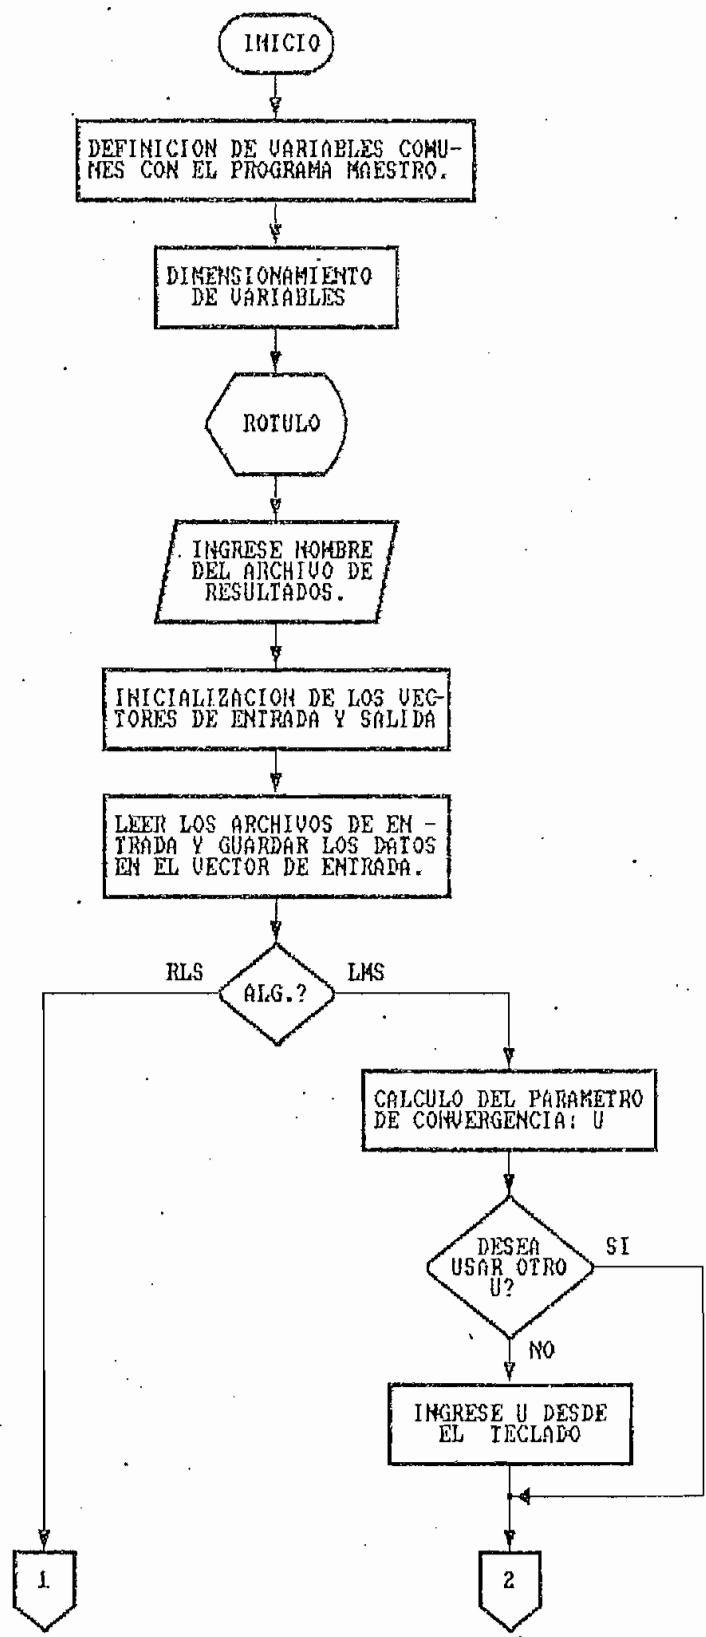 INICIO
DEFINICION DE VARIABLES COMU-
NES CON EL PROGRAMA MAESTRO.
DIMENSIONAMIENTO
DE VARIABLES
ROTULO
INGRESE NOMBRE
DEL ARCHIVO DE
RESULTADOS.
INICIALIZACION DE LOS VEC-
TORES DE ENTRADA Y SALIDA
LEER LOS ARCHIVOS DE EN -
TRADA Y GUARDAR LOS DATOS
EN EL VECTOR DE ENTRADA.
RLS
ALG.?
LMS
CALCULO DEL PARAMETRO
DE CONVERGENCIA: U
DESEA
USAR OTRO
U?
SI
NO
INGRESE U DESDE
EL TECLADO
1
2